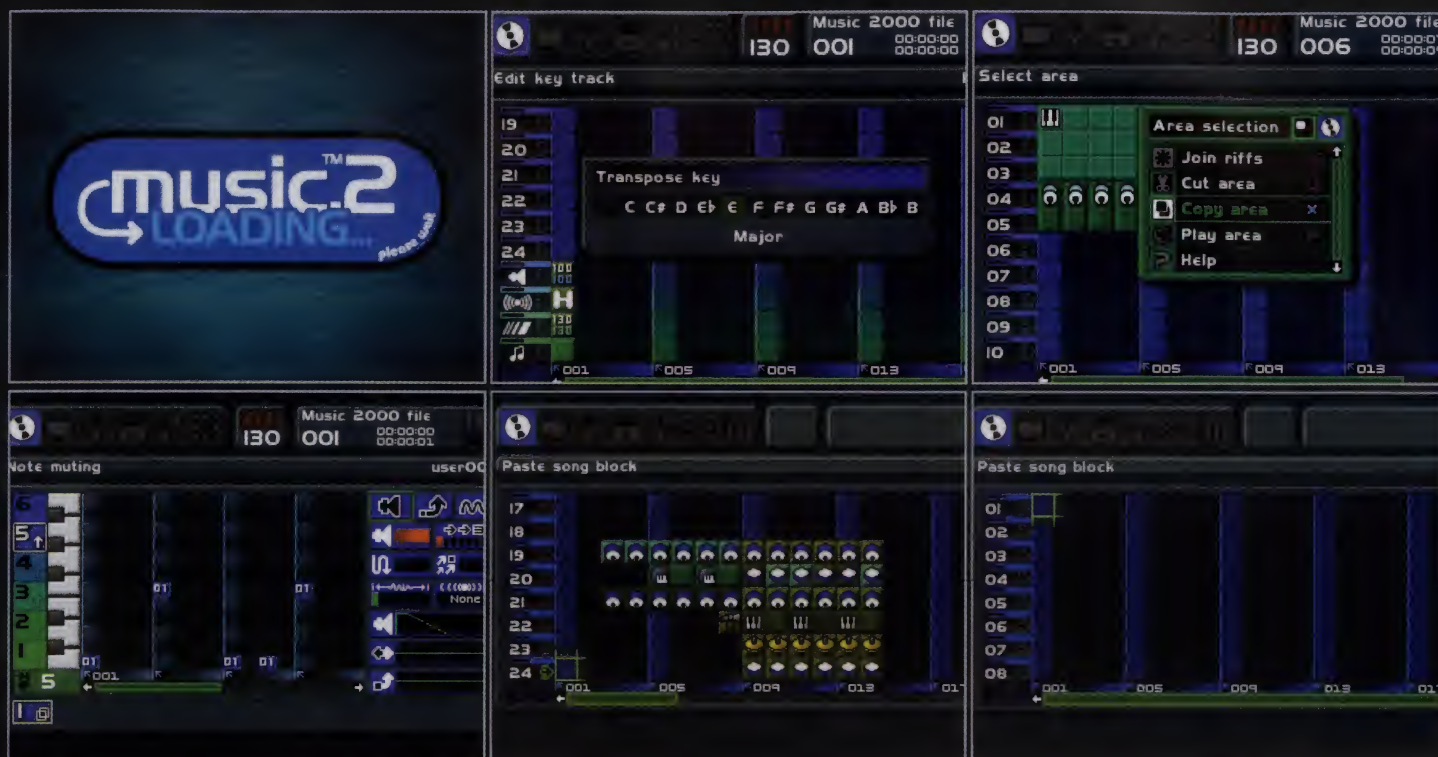 music.2™
LOADING...
please wait
130
Music 2000 file
001
00:00:00
00:00:00
Edit key track
19
20
21
22
23
24
Transpose key
C C# D E♭ E F F# G G# A B♭ B
Major
100
100
130
130
001 005 009 013
130
Music 2000 file
006
Select area
01
02
03
04
05
06
07
08
09
10
Area selection
Join riffs
Cut area
Copy area
Play area
Help
001 005 009 013
130
Music 2000 file
001
00:00:00
00:00:01
Note muting
6
5
4
3
2
1
5
01 01
01 01 01
001
None
1
Paste song block
17
18
19
20
21
22
23
24
001 005 009 013 017
Paste song block
01
02
03
04
05
06
07
08
001 005 009 013